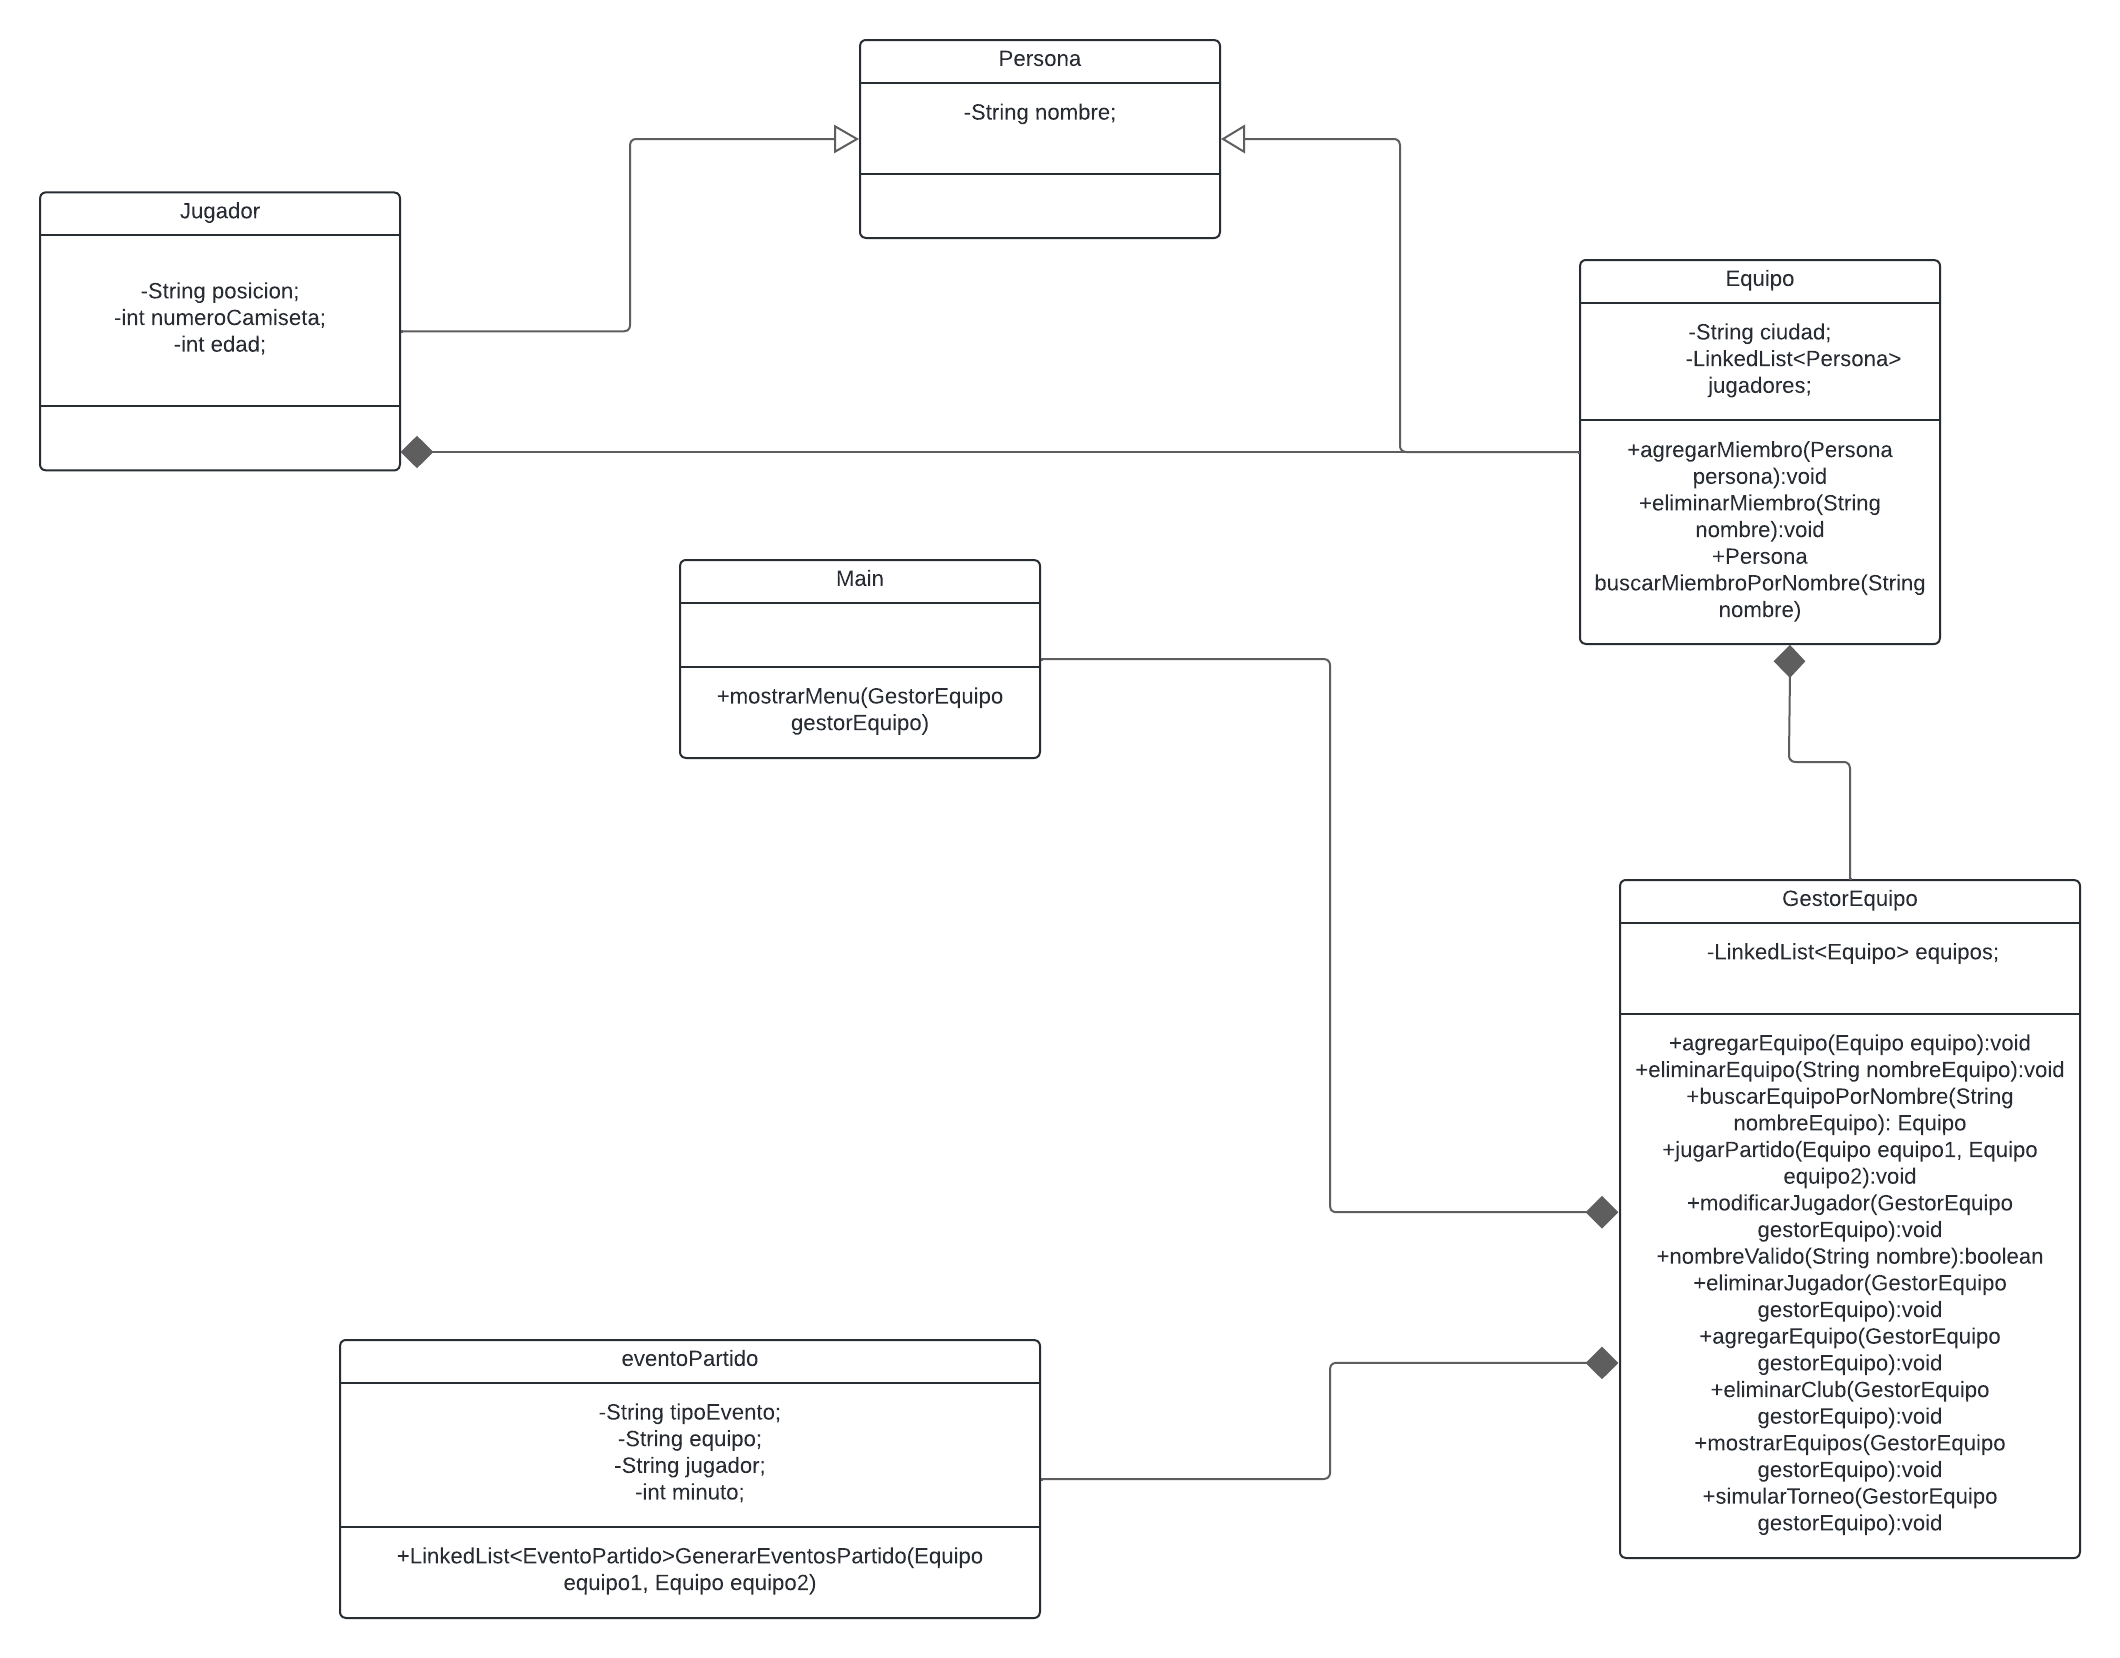 Persona
-String nombre;
Jugador
-String posicion;
-int numeroCamiseta;
-int edad;
Equipo
-String ciudad;
-LinkedList<Persona>
jugadores;
+agregarMiembro(Persona
persona):void
+eliminarMiembro(String
nombre):void
+Persona
buscarMiembroPorNombre(String
nombre)
Main
+mostrarMenu(GestorEquipo
gestorEquipo)
GestorEquipo
-LinkedList<Equipo> equipos;
+agregarEquipo(Equipo equipo):void
+eliminarEquipo(String nombreEquipo):void
+buscarEquipoPorNombre(String
nombreEquipo): Equipo
+jugarPartido(Equipo equipo1, Equipo
equipo2):void
+modificarJugador(GestorEquipo
gestorEquipo):void
+nombreValido(String nombre):boolean
+eliminarJugador(GestorEquipo
gestorEquipo):void
+agregarEquipo(GestorEquipo
gestorEquipo):void
+eliminarClub(GestorEquipo
gestorEquipo):void
+mostrarEquipos(GestorEquipo
gestorEquipo):void
+simularTorneo(GestorEquipo
gestorEquipo):void
eventoPartido
-String tipoEvento;
-String equipo;
-String jugador;
-int minuto;
+LinkedList<EventoPartido>GenerarEventosPartido(Equipo
equipo1, Equipo equipo2)